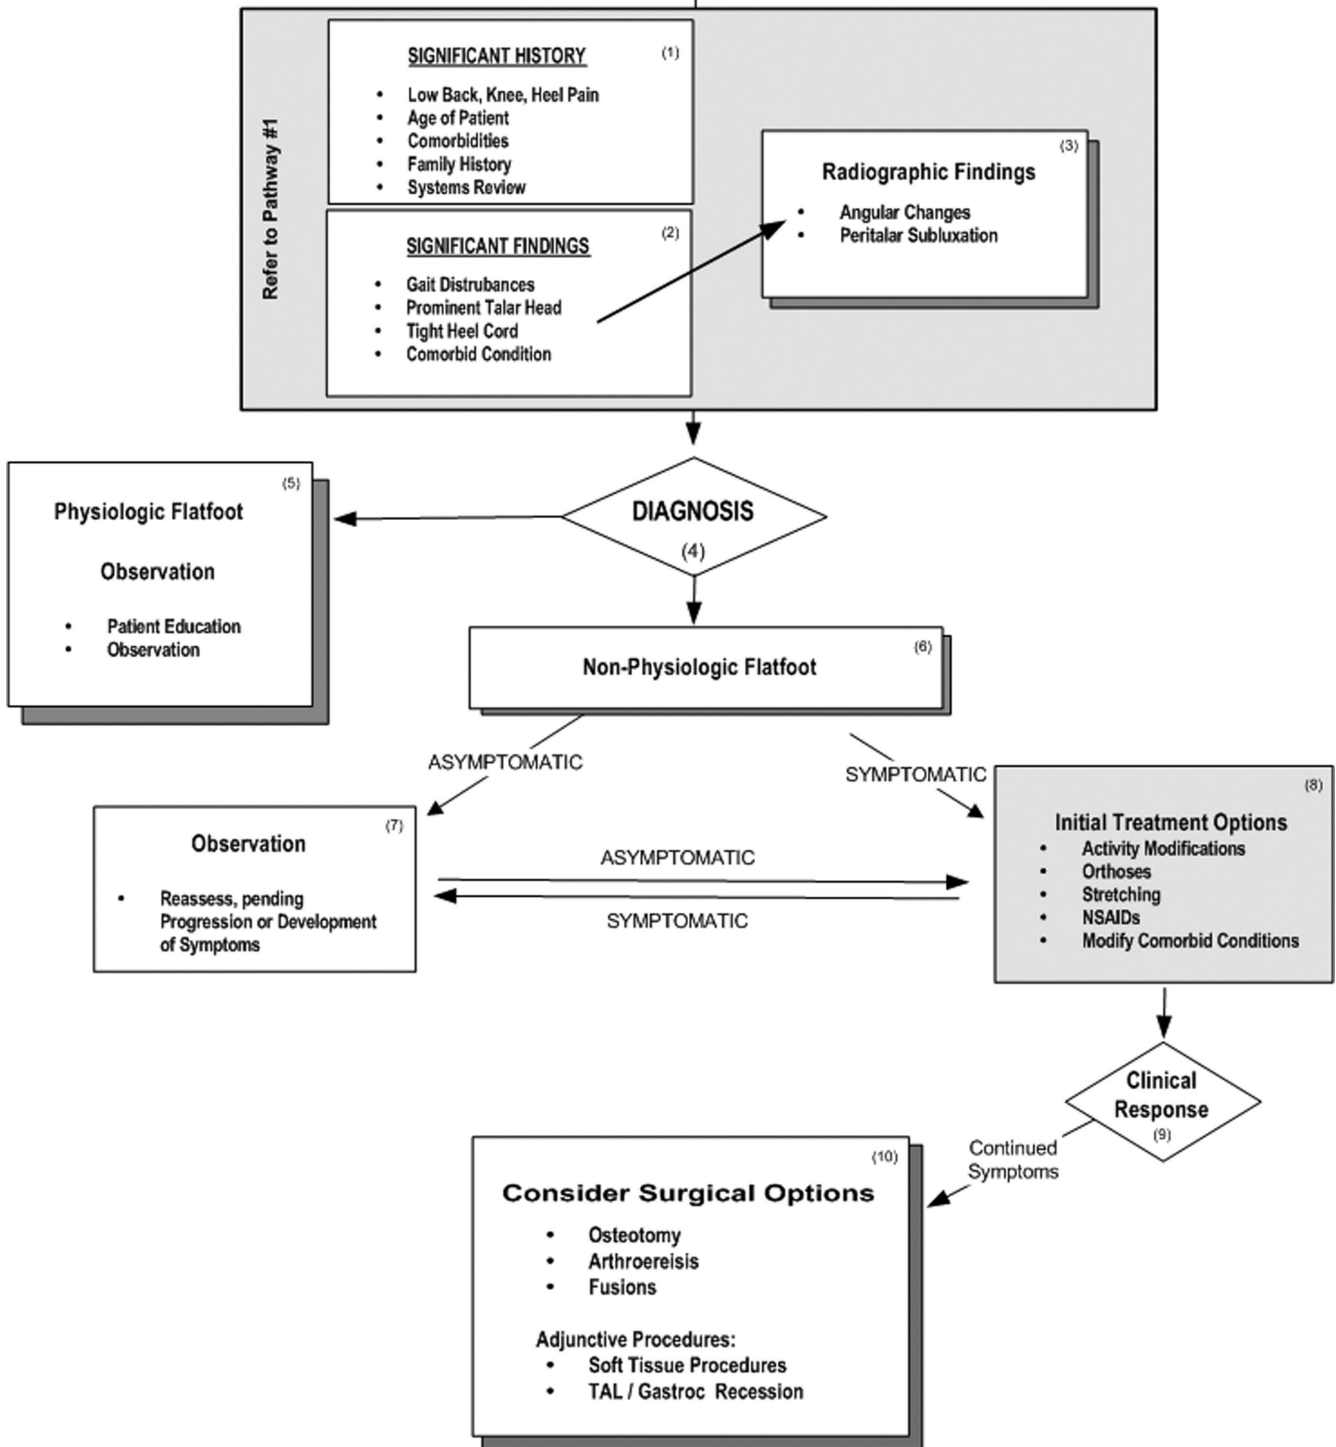 Refer to Pathway #1
(1)
SIGNIFICANT HISTORY
• Low Back, Knee, Heel Pain
• Age of Patient
• Comorbidities
• Family History
• Systems Review
(2)
SIGNIFICANT FINDINGS
• Gait Distrubances
• Prominent Talar Head
• Tight Heel Cord
• Comorbid Condition
(3)
Radiographic Findings
• Angular Changes
• Peritalar Subluxation
DIAGNOSIS
(4)
(5)
Physiologic Flatfoot
Observation
• Patient Education
• Observation
(6)
Non-Physiologic Flatfoot
ASYMPTOMATIC
SYMPTOMATIC
(7)
Observation
• Reassess, pending
Progression or Development
of Symptoms
ASYMPTOMATIC
SYMPTOMATIC
(8)
Initial Treatment Options
• Activity Modifications
• Orthoses
• Stretching
• NSAIDs
• Modify Comorbid Conditions
Clinical
Response
(9)
Continued
Symptoms
(10)
Consider Surgical Options
• Osteotomy
• Arthroereisis
• Fusions
Adjunctive Procedures:
• Soft Tissue Procedures
• TAL / Gastroc Recession